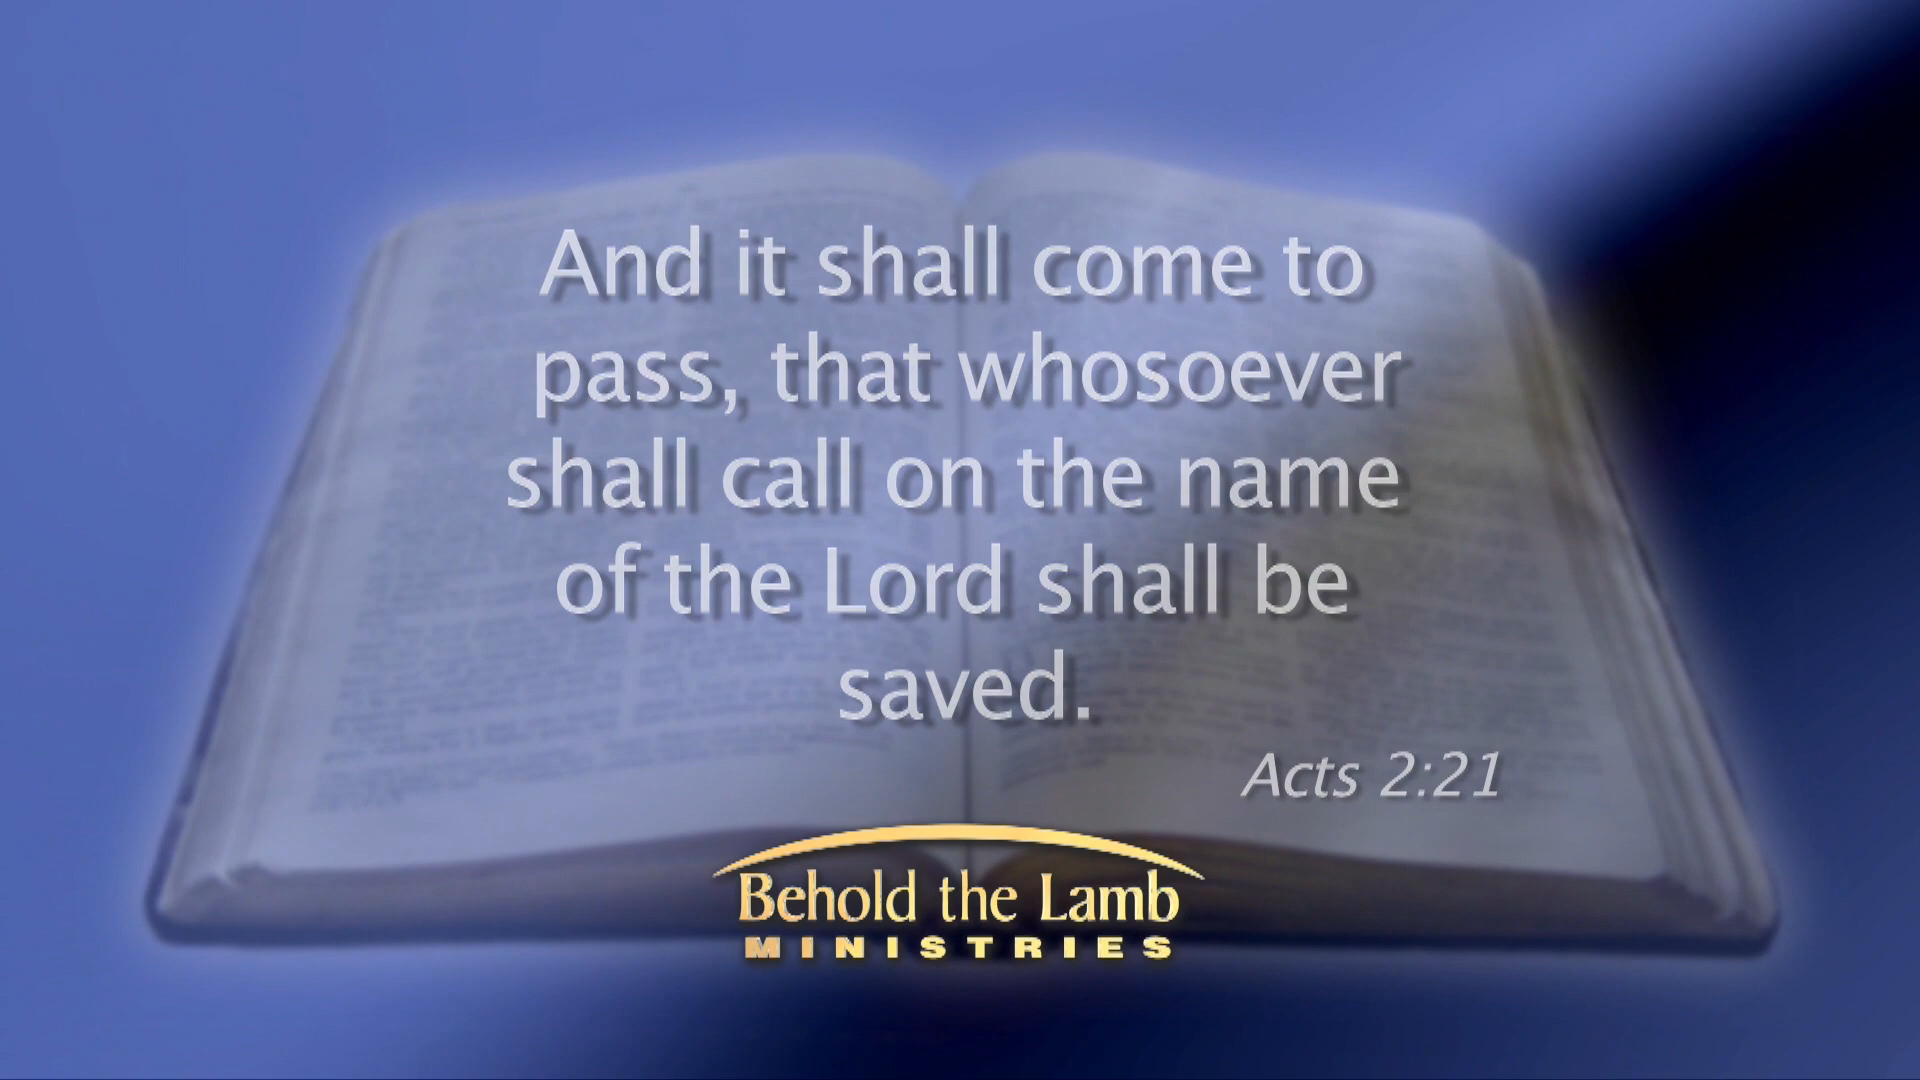 And it shall come to
pass, that whosoever
shall call on the name
of the Lord shall be
saved.
Acts 2:21
Behold the Lamb
MINISTRIES